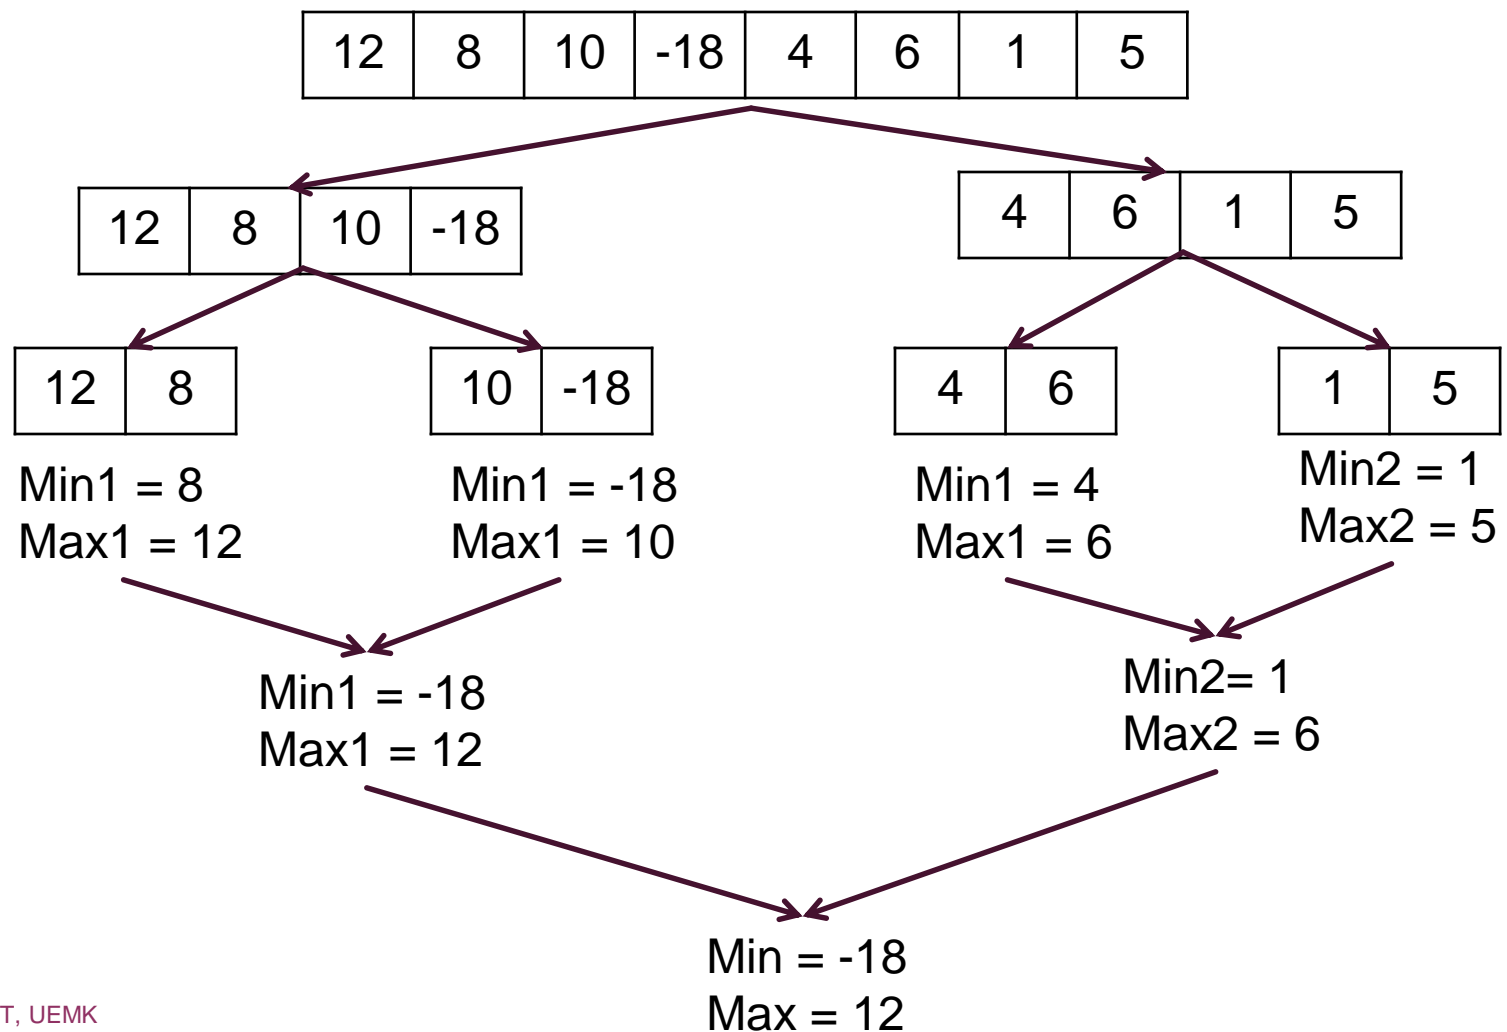 12 8 10 -18 4 6 1 5
12 8 10 -18
4 6 1 5
12 8
10 -18
4 6
1 5
Min1 = 8
Max1 = 12
Min1 = -18
Max1 = 10
Min1 = 4
Max1 = 6
Min2 = 1
Max2 = 5
Min1 = -18
Max1 = 12
Min2= 1
Max2 = 6
Min = -18
Max = 12
T, UEMK